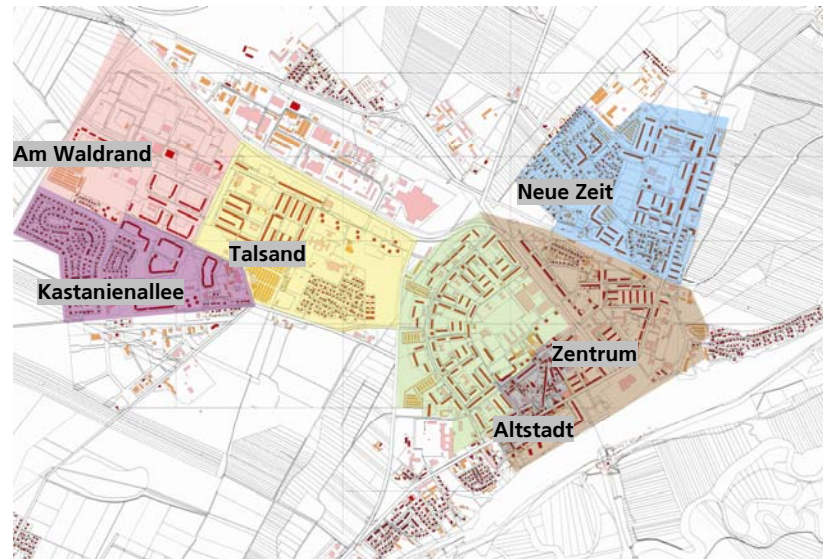 Am Waldrand
Neue Zeit
Talsand
Kastanienallee
Zentrum
Altstadt